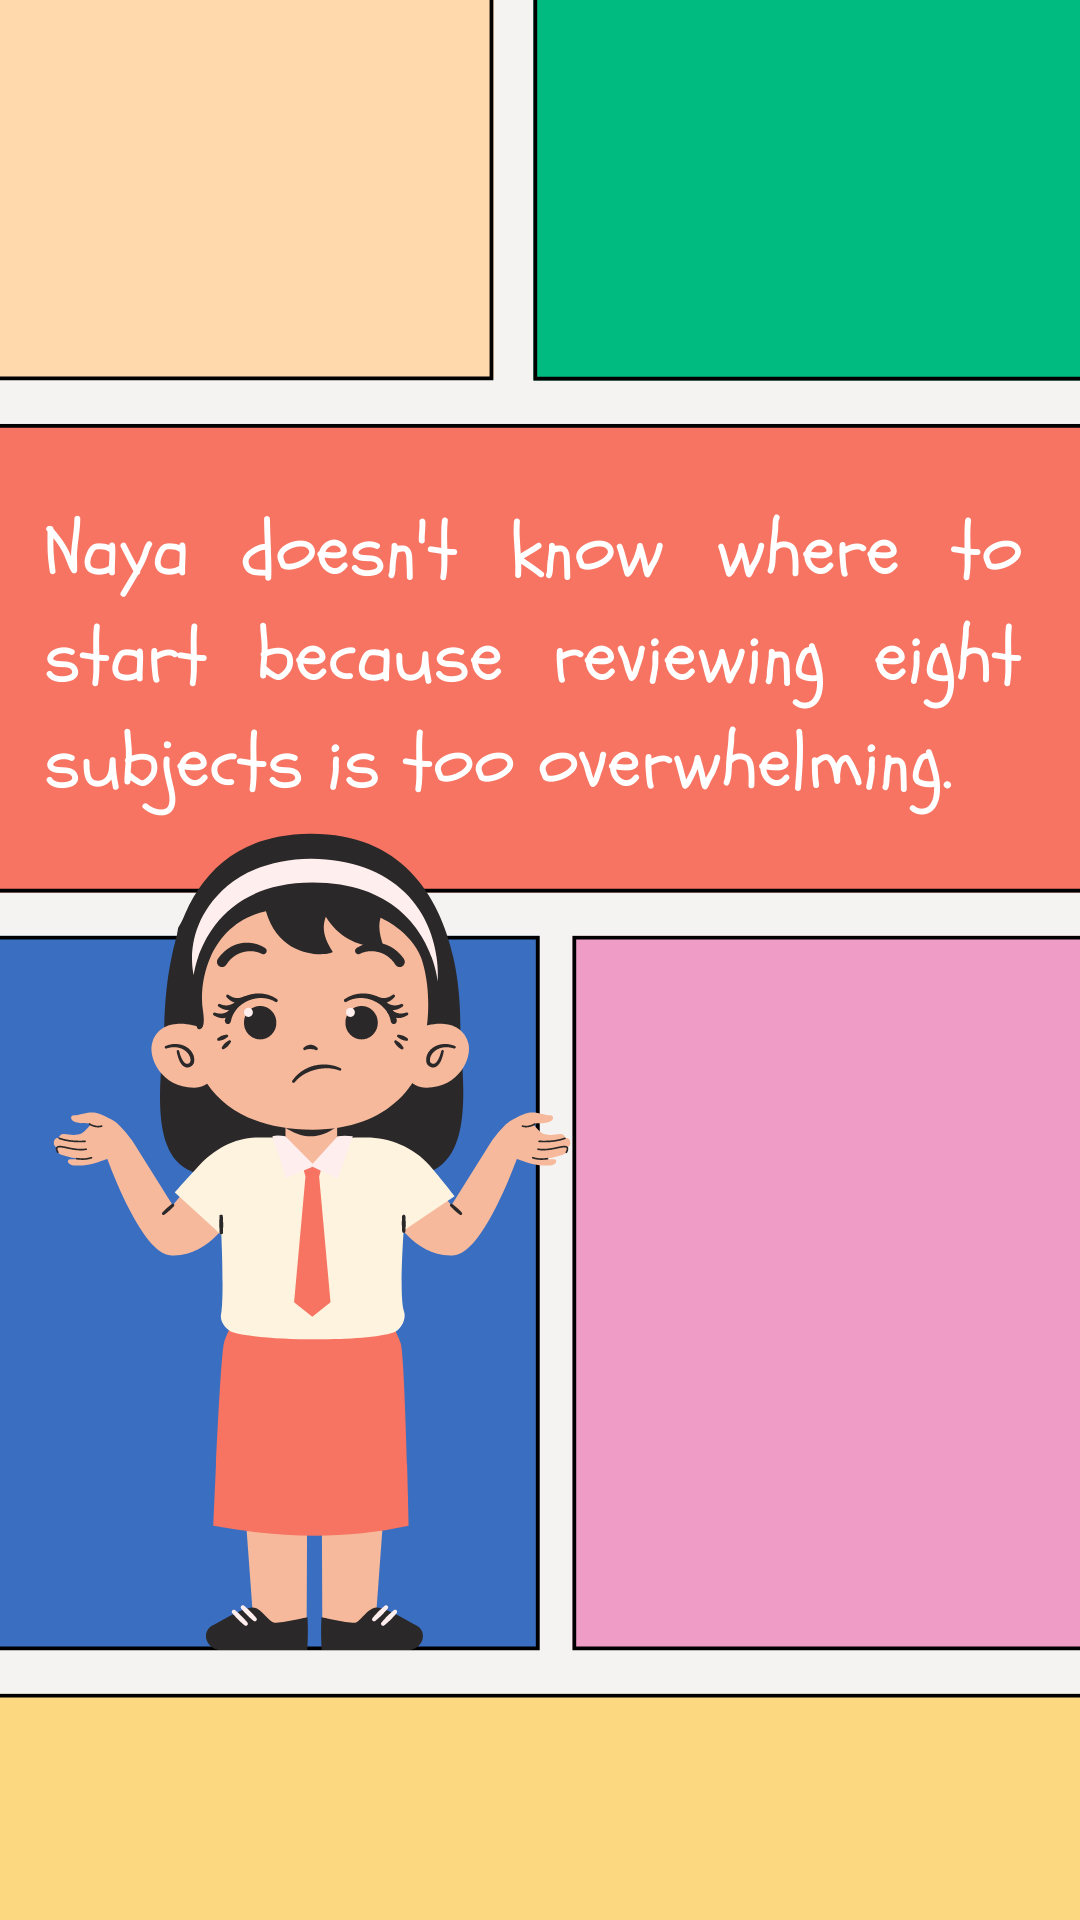 Naya doesn't know where to
start because reviewing eight
subjects is too overwhelming.